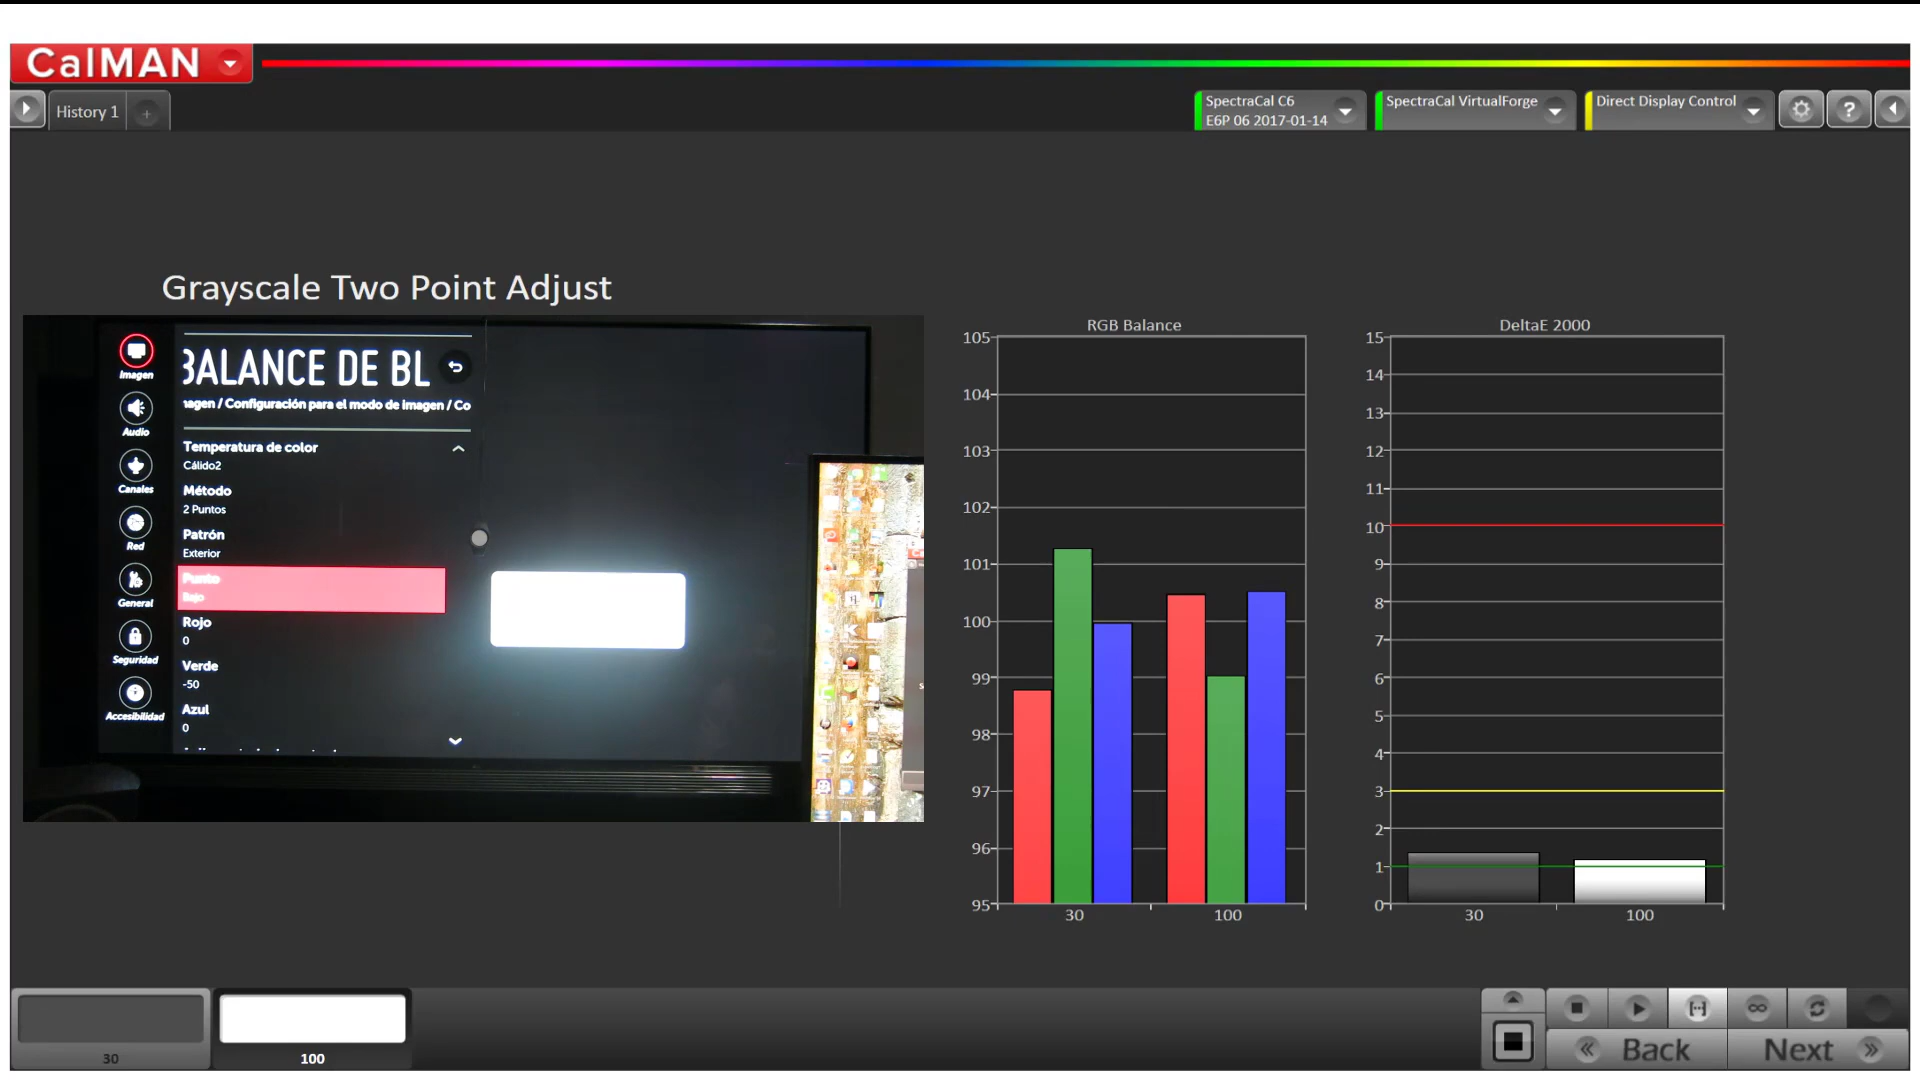 CalMAN
History 1
+
SpectraCal C6
E6P 06 2017-01-14
SpectraCal VirtualForge
Direct Display Control
?
Grayscale Two Point Adjust
Imagen
Audio
Canales
Red
General
Seguridad
Accesibilidad
BALANCE DE BL
agen / Configuración para el modo de imagen / Co
Temperatura de color
Cálido2
Método
2 Puntos
Patrón
Exterior
Punto
Bajo
Rojo
0
Verde
-50
Azul
0
RGB Balance
105
104
103
102
101
100
99
98
97
96
95
30
100
DeltaE 2000
15
14
13
12
11
10
9
8
7
6
5
4
3
2
1
0
30
100
30
100
Back
Next